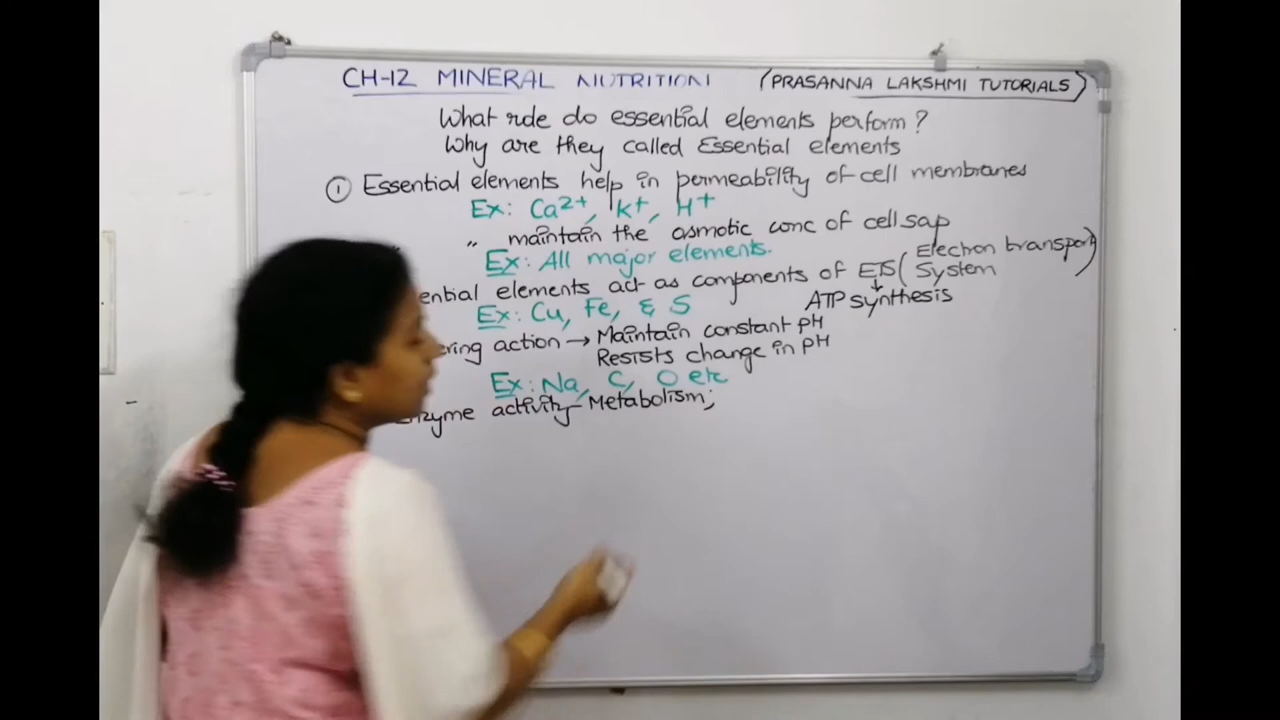 CH-12 MINERAL NUTRITION (PRASANNA LAKSHMI TUTORIALS)
What role do essential elements perform?
Why are they called Essential elements
① Essential elements help in permeability of cell membranes
Ex: Ca2+, K+, H+
" maintain the osmotic conc of cell sap
Ex: All major elements.
ential elements act as components of ETS (Electron transport System)
↓
Ex: Cu, Fe, & S ATP synthesis
ering action → Maintain constant pH
Resists change in pH
Ex: Na, C, O etc
Enzyme activity - Metabolism;